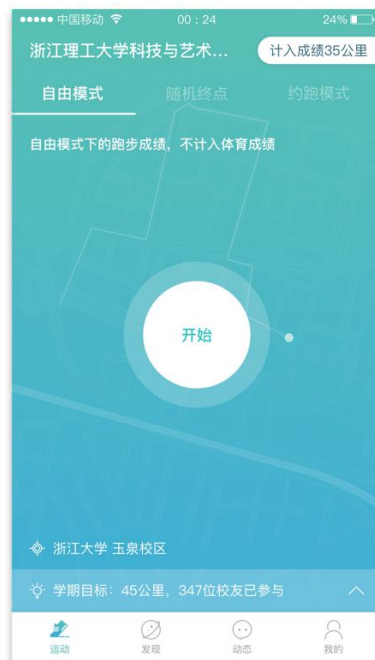 中国移动 00:24 24%
浙江理工大学科技与艺术... 计入成绩35公里
自由模式 随机终点 约跑模式
自由模式下的跑步成绩，不计入体育成绩
开始
浙江大学 玉泉校区
学期目标：45公里，347位校友已参与
运动 发现 动态 我的